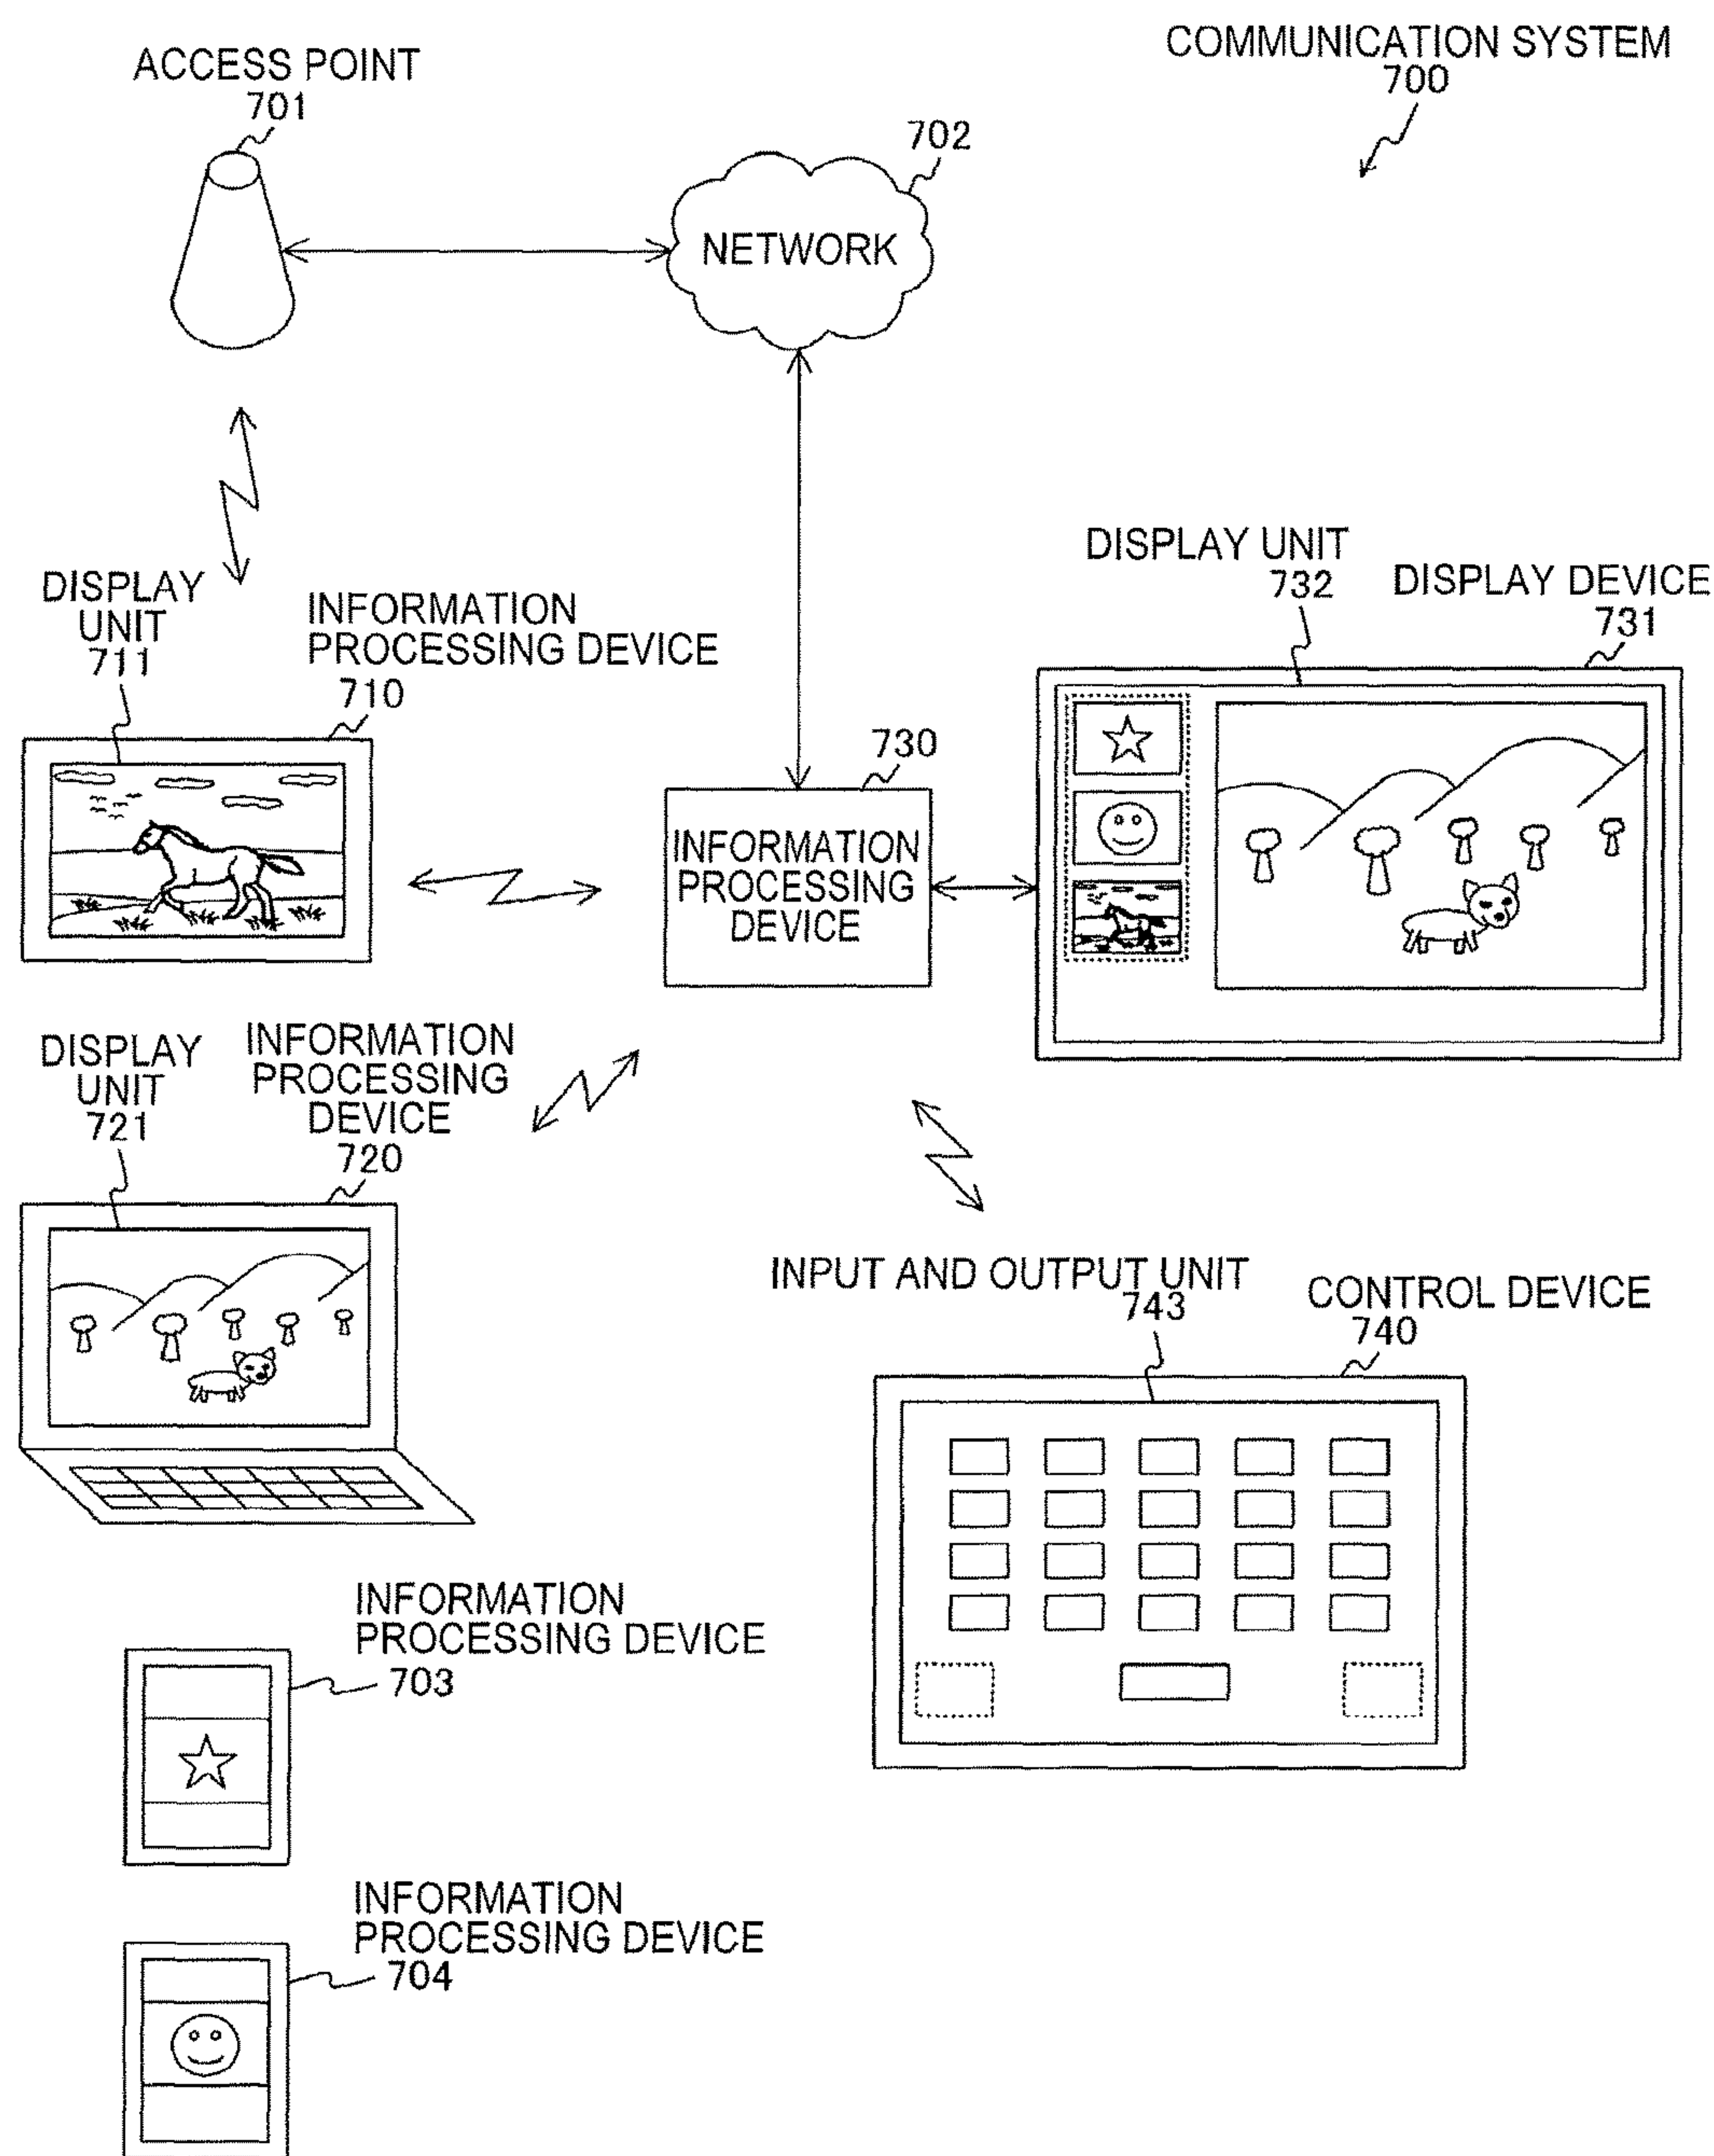 COMMUNICATION SYSTEM
700
ACCESS POINT
701
702
NETWORK
DISPLAY UNIT
732
DISPLAY DEVICE
731
DISPLAY
UNIT
711
INFORMATION
PROCESSING DEVICE
710
730
INFORMATION
PROCESSING
DEVICE
DISPLAY
UNIT
721
INFORMATION
PROCESSING
DEVICE
720
INPUT AND OUTPUT UNIT
743
CONTROL DEVICE
740
INFORMATION
PROCESSING DEVICE
703
INFORMATION
PROCESSING DEVICE
704